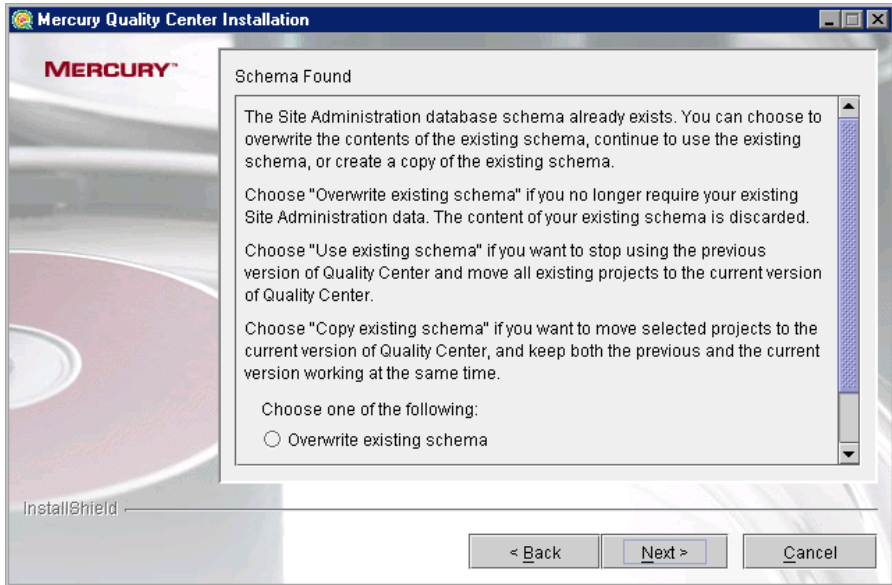 Mercury Quality Center Installation
MERCURY™
Schema Found
The Site Administration database schema already exists. You can choose to
overwrite the contents of the existing schema, continue to use the existing
schema, or create a copy of the existing schema.
Choose "Overwrite existing schema" if you no longer require your existing
Site Administration data. The content of your existing schema is discarded.
Choose "Use existing schema" if you want to stop using the previous
version of Quality Center and move all existing projects to the current version
of Quality Center.
Choose "Copy existing schema" if you want to move selected projects to the
current version of Quality Center, and keep both the previous and the current
version working at the same time.
Choose one of the following:
Overwrite existing schema
InstallShield
< Back Next > Cancel